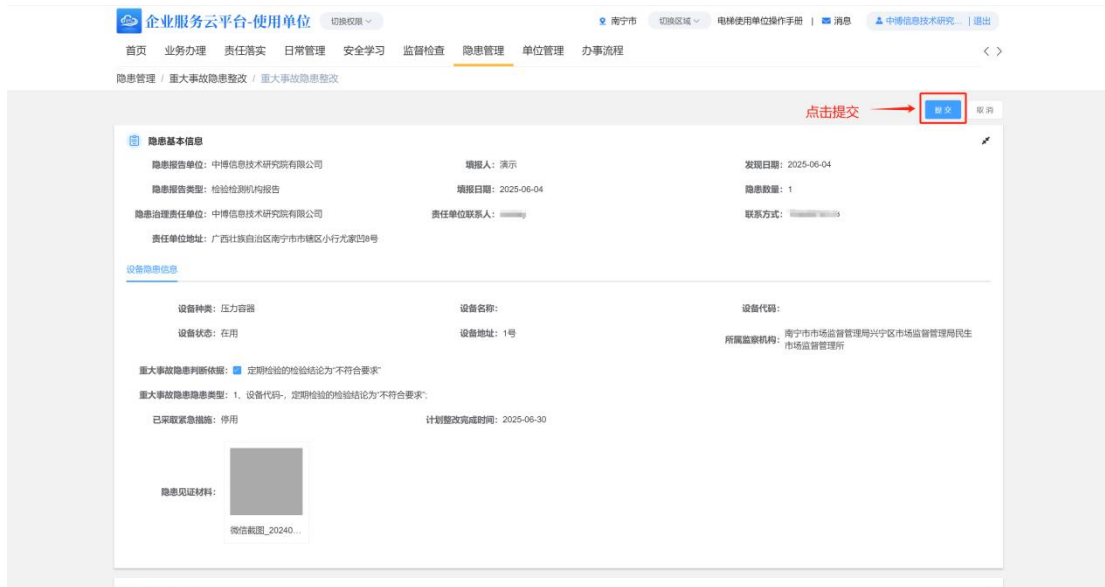 企业服务云平台-使用单位 切换权限 南宁市 切换区域 电梯使用单位操作手册 | 消息 中博信息技术研究... | 退出
首页 业务办理 责任落实 日常管理 安全学习 监督检查 隐患管理 单位管理 办事流程
隐患管理 / 重大事故隐患整改 / 重大事故隐患整改
点击提交 提 交 取 消
隐患基本信息
隐患报告单位: 中博信息技术研究院有限公司 填报人: 演示 发现日期: 2025-06-04
隐患报告类型: 检验检测机构报告 填报日期: 2025-06-04 隐患数量: 1
隐患治理责任单位: 中博信息技术研究院有限公司 责任单位联系人: 联系方式:
责任单位地址: 广西壮族自治区南宁市市辖区小行尤家凹8号
设备隐患信息
设备种类: 压力容器 设备名称: 设备代码:
设备状态: 在用 设备地址: 1号 所属监察机构: 南宁市市场监督管理局兴宁区市场监督管理局民生
市场监督管理所
重大事故隐患判断依据: 定期检验的检验结论为“不符合要求”
重大事故隐患隐患类型: 1、设备代码-，定期检验的检验结论为“不符合要求”;
已采取紧急措施: 停用 计划整改完成时间: 2025-06-30
隐患见证材料:
微信截图_20240...